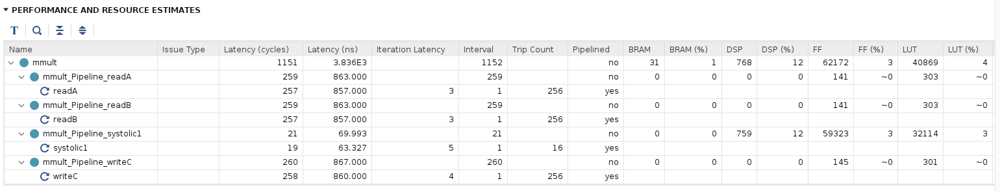 PERFORMANCE AND RESOURCE ESTIMATES
T
Name Issue Type Latency (cycles) Latency (ns) Iteration Latency Interval Trip Count Pipelined BRAM BRAM (%) DSP DSP (%) FF FF (%) LUT LUT (%)
mmult 1151 3.836E3 1152 no 31 1 768 12 62172 3 40869 4
mmult_Pipeline_readA 259 863.000 259 no 0 0 0 0 141 ~0 303 ~0
readA 257 857.000 3 1 256 yes
mmult_Pipeline_readB 259 863.000 259 no 0 0 0 0 141 ~0 303 ~0
readB 257 857.000 3 1 256 yes
mmult_Pipeline_systolic1 21 69.993 21 no 0 0 759 12 59323 3 32114 3
systolic1 19 63.327 5 1 16 yes
mmult_Pipeline_writeC 260 867.000 260 no 0 0 0 0 145 ~0 301 ~0
writeC 258 860.000 4 1 256 yes